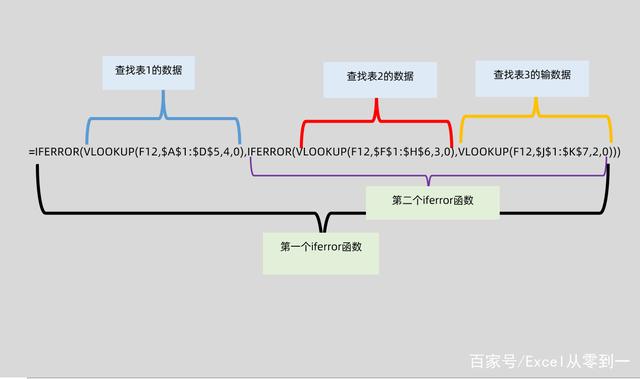 查找表1的数据
查找表2的数据
查找表3的输数据
=IFERROR(VLOOKUP(F12,$A$1:$D$5,4,0),IFERROR(VLOOKUP(F12,$F$1:$H$6,3,0),VLOOKUP(F12,$J$1:$K$7,2,0)))
第二个iferror函数
第一个iferror函数
百家号/Excel从零到一